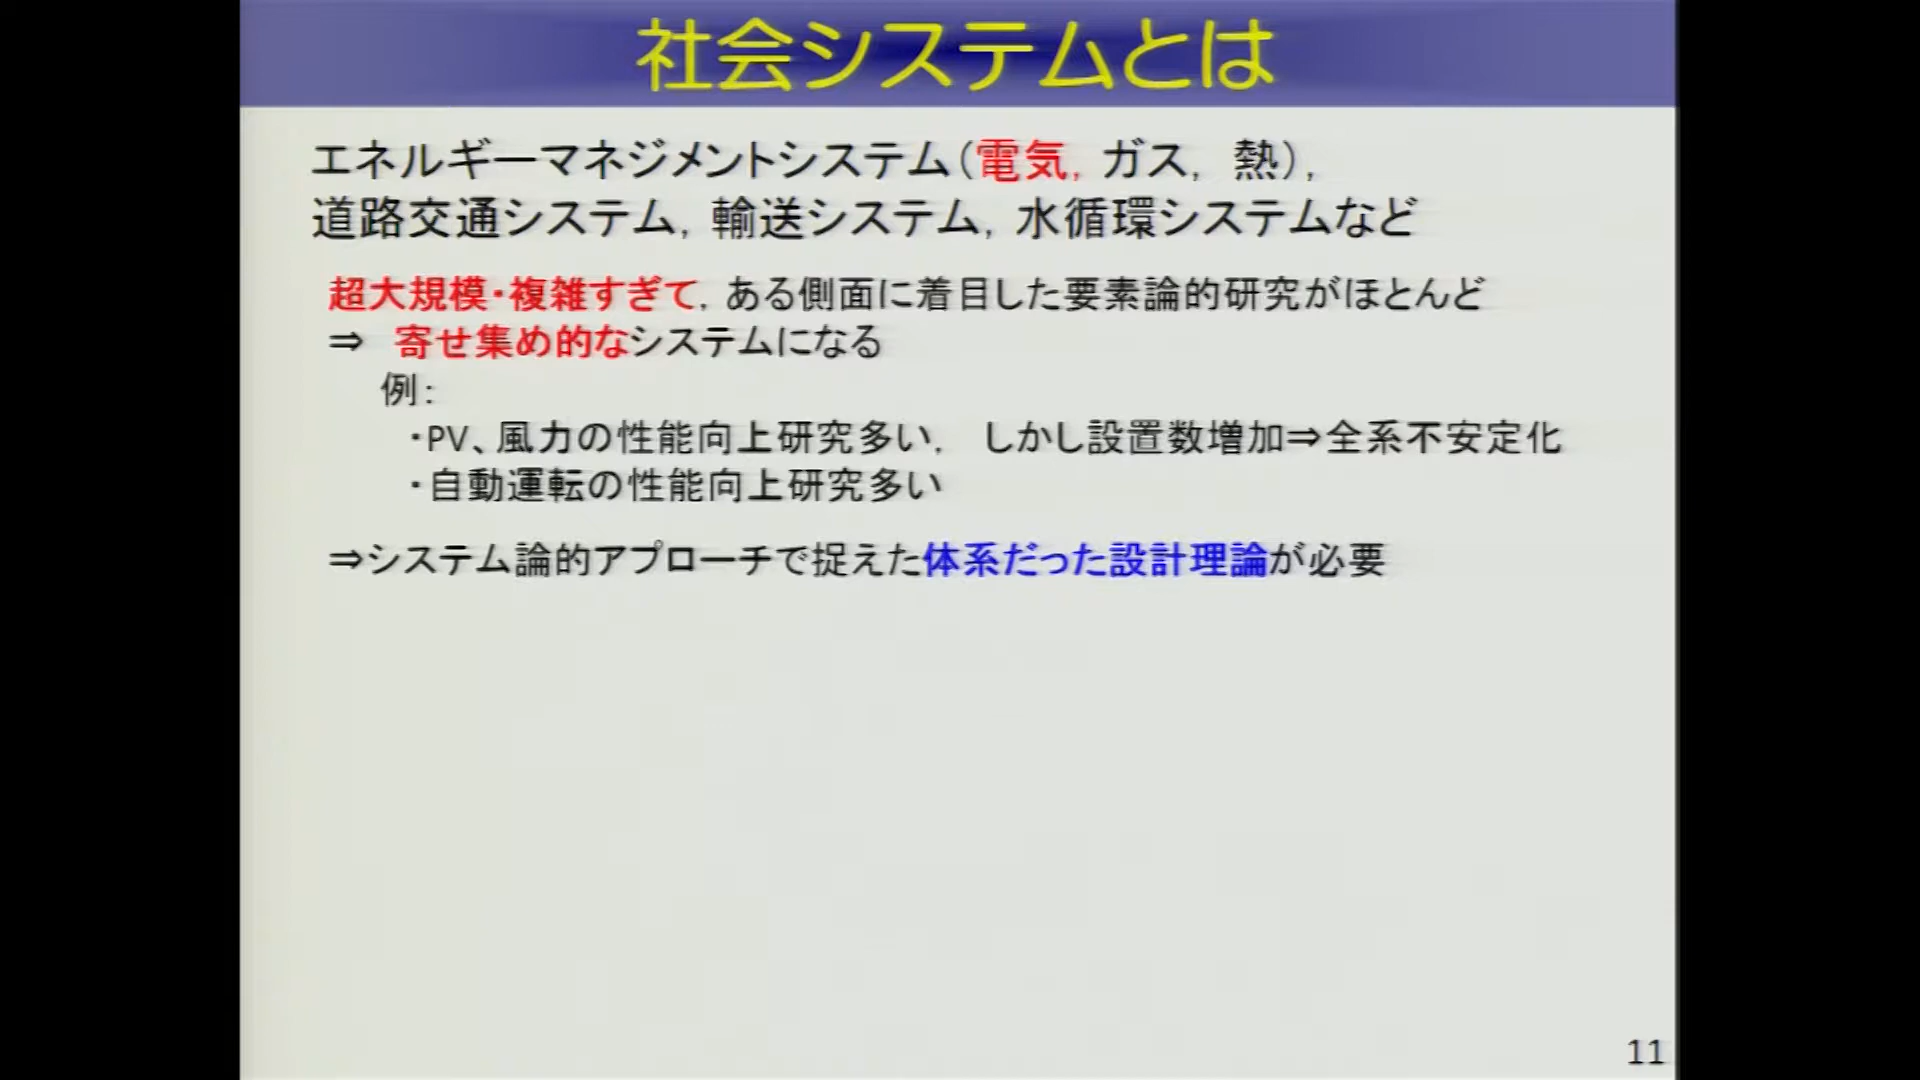 社会システムとは
エネルギーマネジメントシステム（電気，ガス，熱），
道路交通システム，輸送システム，水循環システムなど
超大規模・複雑すぎて，ある側面に着目した要素論的研究がほとんど
⇒　寄せ集め的なシステムになる
例：
・PV、風力の性能向上研究多い，　しかし設置数増加⇒全系不安定化
・自動運転の性能向上研究多い
⇒システム論的アプローチで捉えた体系だった設計理論が必要
11